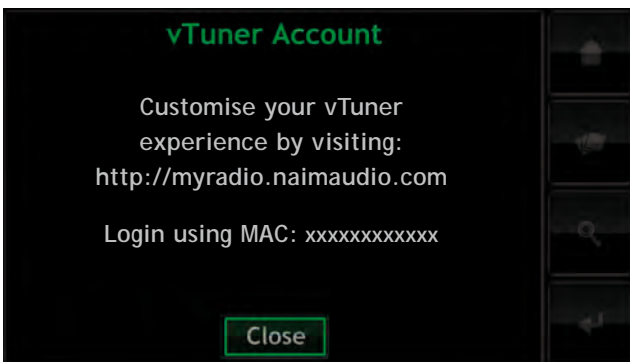 vTuner Account
Customise your vTuner
experience by visiting:
http://myradio.naimaudio.com
Login using MAC: xxxxxxxxxxxx
Close